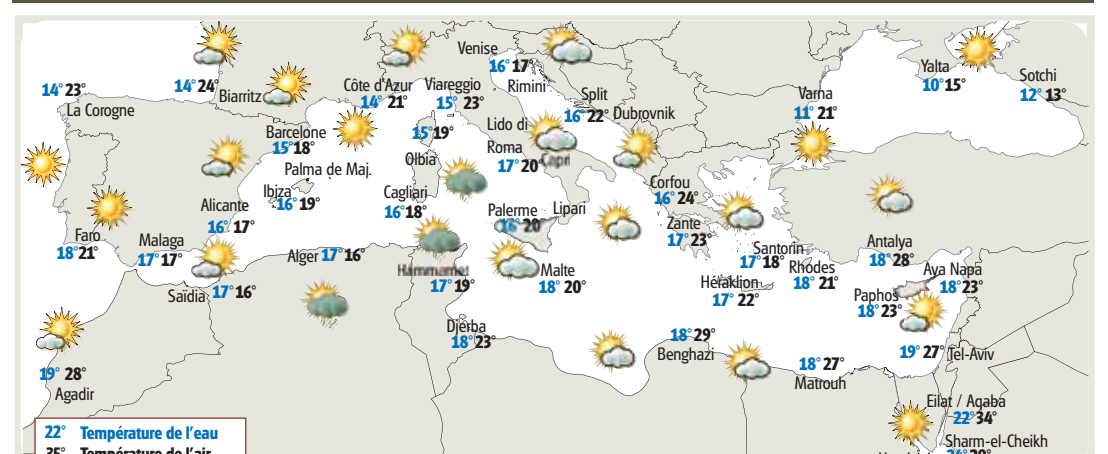 Venise
16° 17°
Rimini
14° 23°
La Corogne
14° 24°
Biarritz
Côte d'Azur
14° 21°
Viareggio
15° 23°
Split
16° 22°
Dubrovnik
Yalta
10° 15°
Sotchi
12° 13°
Varna
11° 21°
Barcelone
15° 18°
15° 19°
Olbia
Lido di
Roma
17° 20°
Capri
Palma de Maj.
Ibiza
16° 19°
Cagliari
16° 18°
Corfou
16° 24°
Alicante
16° 17°
Palerme
16° 20
Lipari
Zante
17° 23°
Faro
18° 21°
Malaga
17° 17°
Alger 17° 16°
Santorin
17° 18°
Antalya
18° 28°
Hammamet
17° 19°
Malte
18° 20°
Rhodes
18° 21°
Aya Napa
18° 23°
Saïdia
17° 16°
Héraklion
17° 22°
Paphos
18° 23°
Djerba
18° 23°
18° 29°
Benghazi
19° 27°
Tel-Aviv
18° 27°
Matrouh
19° 28°
Agadir
Eilat / Aqaba
22° 34°
22° Température de l'eau
35° Température de l'air
Sharm-el-Cheikh